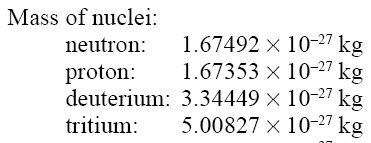 Mass of nuclei:
neutron: 1.67492 × 10⁻²⁷ kg
proton: 1.67353 × 10⁻²⁷ kg
deuterium: 3.34449 × 10⁻²⁷ kg
tritium: 5.00827 × 10⁻²⁷ kg